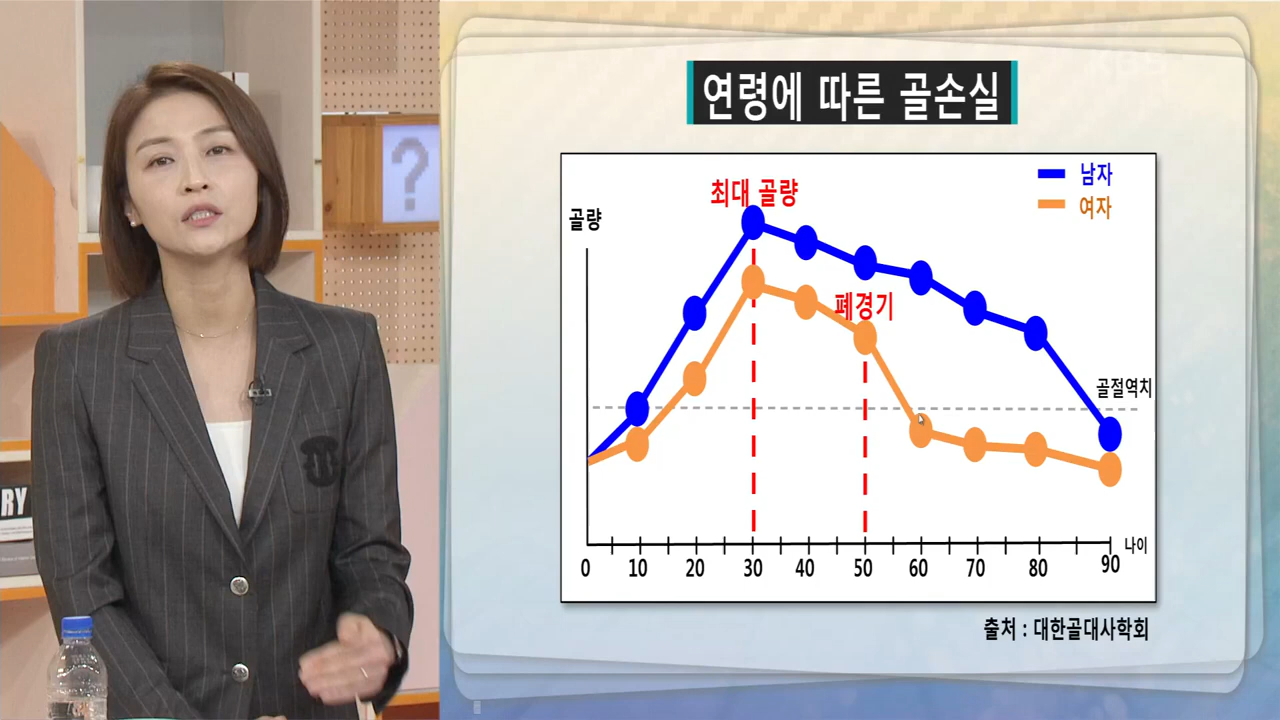 연령에 따른 골손실
최대 골량
남자
여자
골량
폐경기
골절역치
나이
0 10 20 30 40 50 60 70 80 90
출처 : 대한골대사학회
RY
?